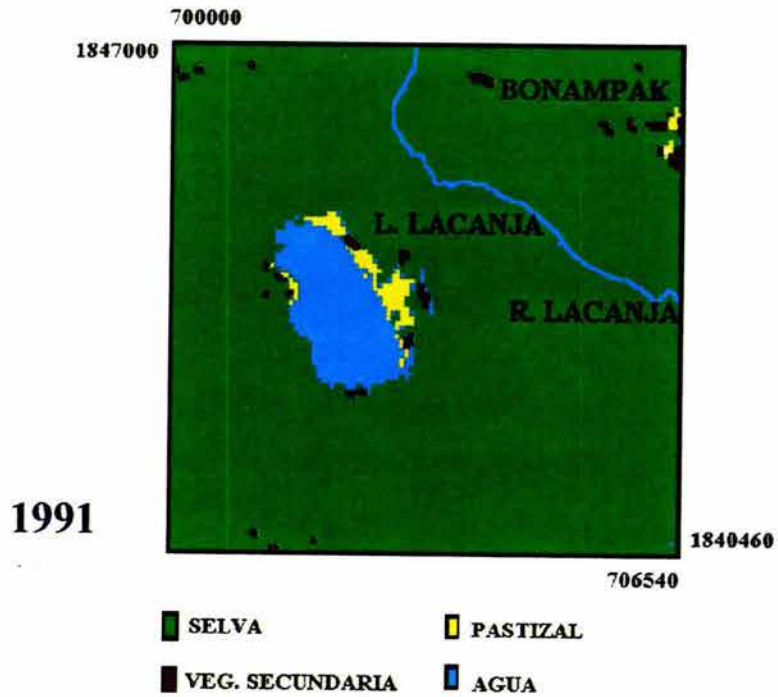 700000
1847000
BONAMPAK
L. LACANJA
R. LACANJA
1991
1840460
706540
SELVA
PASTIZAL
VEG. SECUNDARIA
AGUA